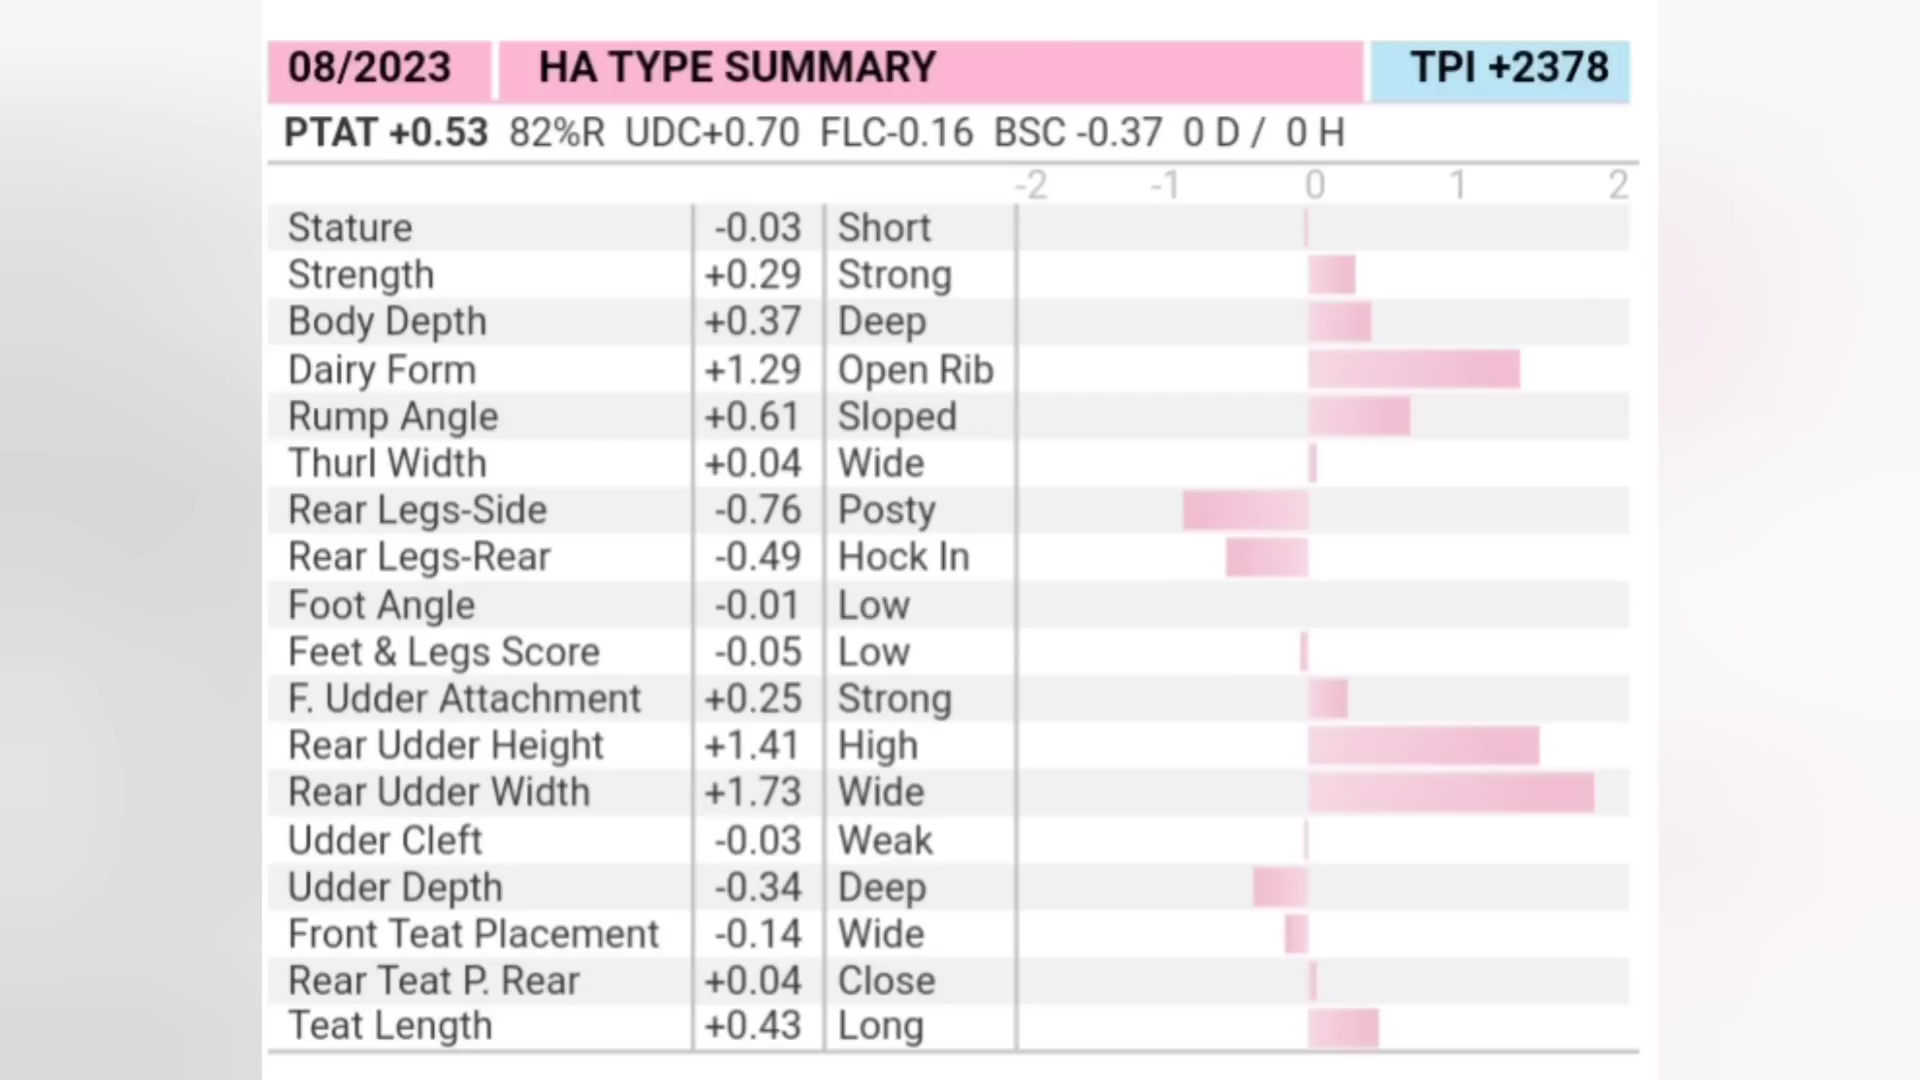 08/2023 HA TYPE SUMMARY TPI +2378
PTAT +0.53 82%R UDC+0.70 FLC-0.16 BSC -0.37 0 D / 0 H
-2 -1 0 1 2
Stature -0.03 Short
Strength +0.29 Strong
Body Depth +0.37 Deep
Dairy Form +1.29 Open Rib
Rump Angle +0.61 Sloped
Thurl Width +0.04 Wide
Rear Legs-Side -0.76 Posty
Rear Legs-Rear -0.49 Hock In
Foot Angle -0.01 Low
Feet & Legs Score -0.05 Low
F. Udder Attachment +0.25 Strong
Rear Udder Height +1.41 High
Rear Udder Width +1.73 Wide
Udder Cleft -0.03 Weak
Udder Depth -0.34 Deep
Front Teat Placement -0.14 Wide
Rear Teat P. Rear +0.04 Close
Teat Length +0.43 Long